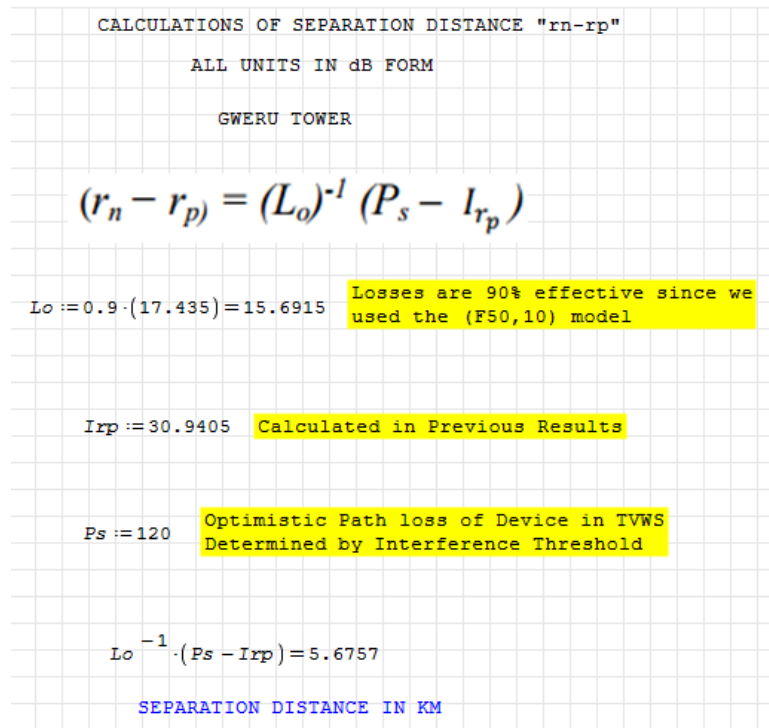 CALCULATIONS OF SEPARATION DISTANCE "rn-rp"
ALL UNITS IN dB FORM
GWERU TOWER
(rₙ − rₚ) = (Lₒ)⁻¹ (Pₛ − I_rₚ)
Lo := 0.9·(17.435) = 15.6915
Losses are 90% effective since we
used the (F50,10) model
Irp := 30.9405 Calculated in Previous Results
Ps := 120
Optimistic Path loss of Device in TVWS
Determined by Interference Threshold
Lo⁻¹·(Ps − Irp) = 5.6757
SEPARATION DISTANCE IN KM